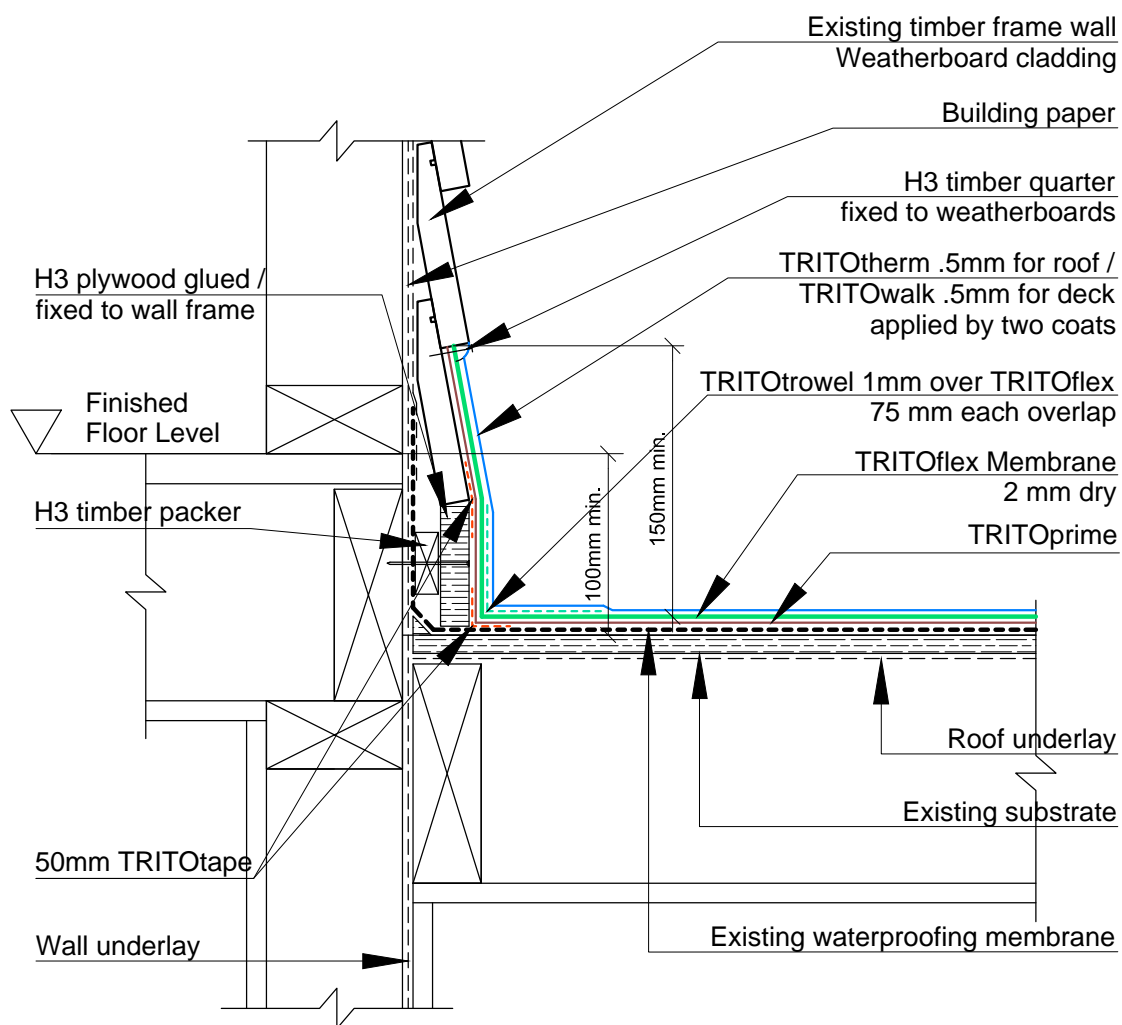 Existing timber frame wall
Weatherboard cladding
Building paper
H3 timber quarter
fixed to weatherboards
TRITOtherm .5mm for roof /
TRITOwalk .5mm for deck
applied by two coats
H3 plywood glued /
fixed to wall frame
TRITOtrowel 1mm over TRITOflex
75 mm each overlap
Finished
Floor Level
TRITOflex Membrane
2 mm dry
H3 timber packer
100mm min.
150mm min.
TRITOprime
Roof underlay
Existing substrate
50mm TRITOtape
Wall underlay
Existing waterproofing membrane